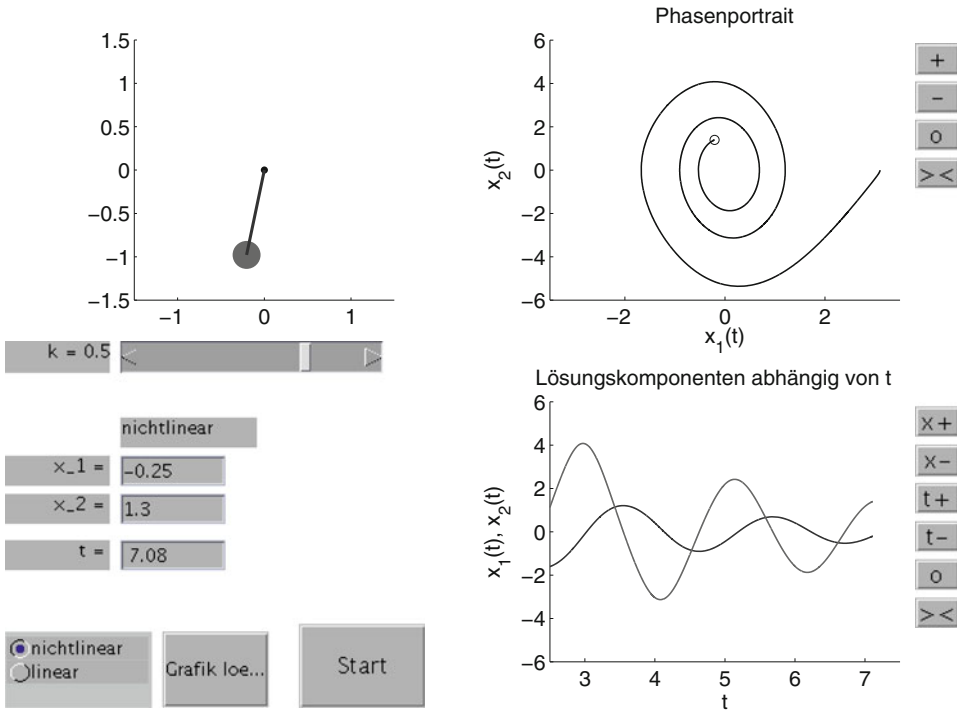 1.5
1
0.5
0
−0.5
−1
−1.5
−1 0 1
Phasenportrait
6
4
2
0
−2
−4
−6
x_2(t)
−2 0 2
x_1(t)
+
-
o
><
k = 0.5
nichtlinear
x_1 = -0.25
x_2 = 1.3
t = 7.08
nichtlinear
linear
Grafik loe...
Start
Lösungskomponenten abhängig von t
6
4
2
0
−2
−4
−6
x_1(t), x_2(t)
3 4 5 6 7
t
x+
x-
t+
t-
o
><